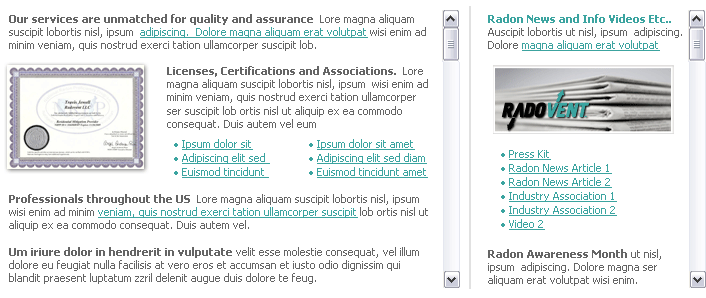 Our services are unmatched for quality and assurance Lore magna aliquam
suscipit lobortis nisl, ipsum adipiscing. Dolore magna aliquam erat volutpat wisi enim ad
minim veniam, quis nostrud exerci tation ullamcorper suscipit lob.
Licenses, Certifications and Associations. Lore
magna aliquam suscipit lobortis nisl, ipsum wisi enim ad
minim veniam, quis nostrud exerci tation ullamcorper
ser suscipit lob ortis nisl ut aliquip ex ea commodo
consequat. Duis autem vel eum
• Ipsum dolor sit
• Adipiscing elit sed
• Euismod tincidunt
• Ipsum dolor sit amet
• Adipiscing elit sed diam
• Euismod tincidunt amet
Professionals throughout the US Lore magna aliquam suscipit lobortis nisl, ipsum
wisi enim ad minim veniam, quis nostrud exerci tation ullamcorper suscipit lob ortis nisl ut
aliquip ex ea commodo consequat. Duis autem vel.
Um iriure dolor in hendrerit in vulputate velit esse molestie consequat, vel illum
dolore eu feugiat nulla facilisis at vero eros et accumsan et iusto odio dignissim qui
blandit praesent luptatum zzril delenit augue duis dolore te feug.
Radon News and Info Videos Etc..
Auscipit lobortis ut nisl, ipsum adipiscing.
Dolore magna aliquam erat volutpat
RADOVENT
• Press Kit
• Radon News Article 1
• Radon News Article 2
• Industry Association 1
• Industry Association 2
• Video 2
Radon Awareness Month ut nisl,
ipsum adipiscing. Dolore magna ser
aliquam erat volutpat wisi enim.